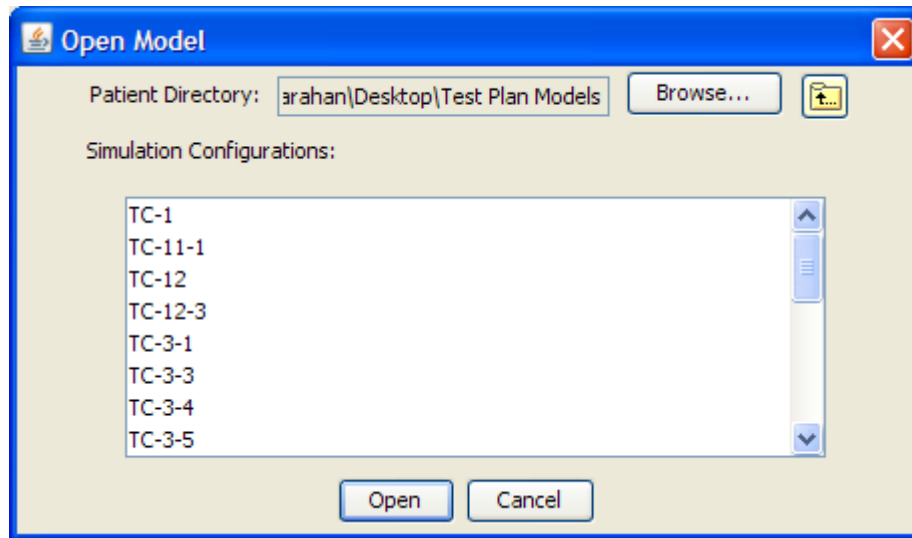 Open Model
Patient Directory: arahan\Desktop\Test Plan Models Browse...
Simulation Configurations:
TC-1
TC-11-1
TC-12
TC-12-3
TC-3-1
TC-3-3
TC-3-4
TC-3-5
Open Cancel